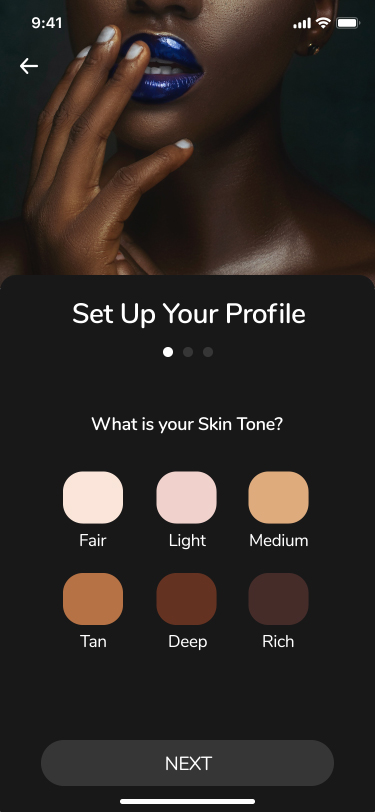 9:41
Set Up Your Profile
What is your Skin Tone?
Fair Light Medium
Tan Deep Rich
NEXT